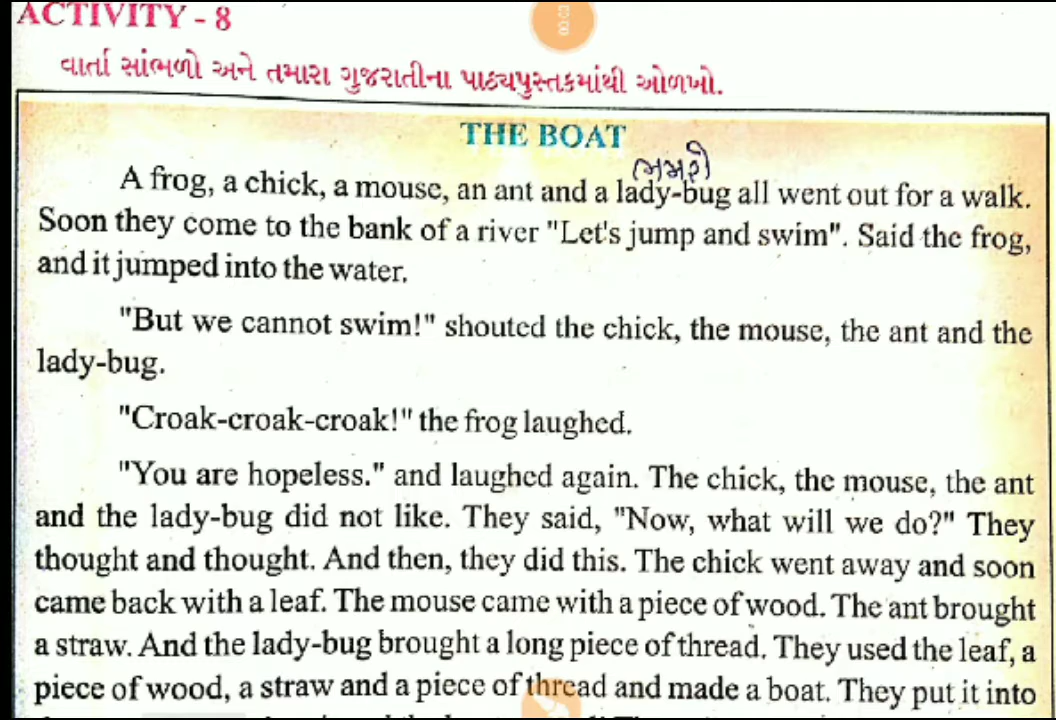 ACTIVITY - 8
વાર્તા સાંભળો અને તમારા ગુજરાતીના પાઠ્યપુસ્તકમાંથી ઓળખો.
THE BOAT
ભમરો
A frog, a chick, a mouse, an ant and a lady-bug all went out for a walk.
Soon they come to the bank of a river "Let's jump and swim". Said the frog,
and it jumped into the water.
"But we cannot swim!" shouted the chick, the mouse, the ant and the
lady-bug.
"Croak-croak-croak!" the frog laughed.
"You are hopeless." and laughed again. The chick, the mouse, the ant
and the lady-bug did not like. They said, "Now, what will we do?" They
thought and thought. And then, they did this. The chick went away and soon
came back with a leaf. The mouse came with a piece of wood. The ant brought
a straw. And the lady-bug brought a long piece of thread. They used the leaf, a
piece of wood, a straw and a piece of thread and made a boat. They put it into